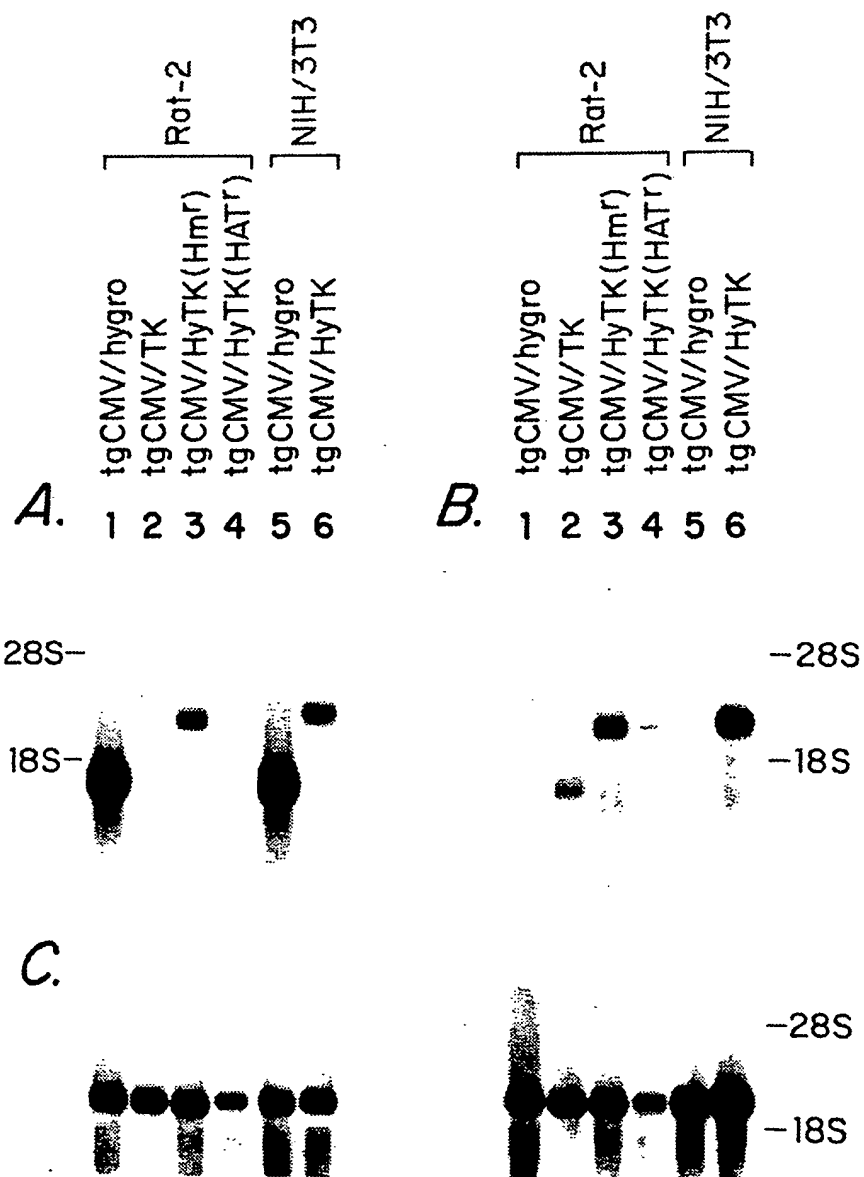 Rat-2
NIH/3T3
tgCMV/hygro
tgCMV/TK
tgCMV/HyTK(Hmʳ)
tgCMV/HyTK(HATʳ)
tgCMV/hygro
tgCMV/HyTK
A. 1 2 3 4 5 6
28S-
18S-
Rat-2
NIH/3T3
tgCMV/hygro
tgCMV/TK
tgCMV/HyTK(Hmʳ)
tgCMV/HyTK(HATʳ)
tgCMV/hygro
tgCMV/HyTK
B. 1 2 3 4 5 6
-28S
-18S
C.
-28S
-18S